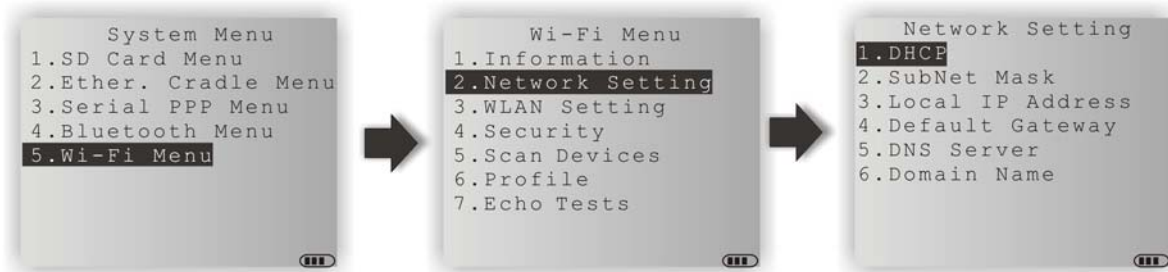 System Menu
1.SD Card Menu
2.Ether. Cradle Menu
3.Serial PPP Menu
4.Bluetooth Menu
5.Wi-Fi Menu
Wi-Fi Menu
1.Information
2.Network Setting
3.WLAN Setting
4.Security
5.Scan Devices
6.Profile
7.Echo Tests
Network Setting
1.DHCP
2.SubNet Mask
3.Local IP Address
4.Default Gateway
5.DNS Server
6.Domain Name